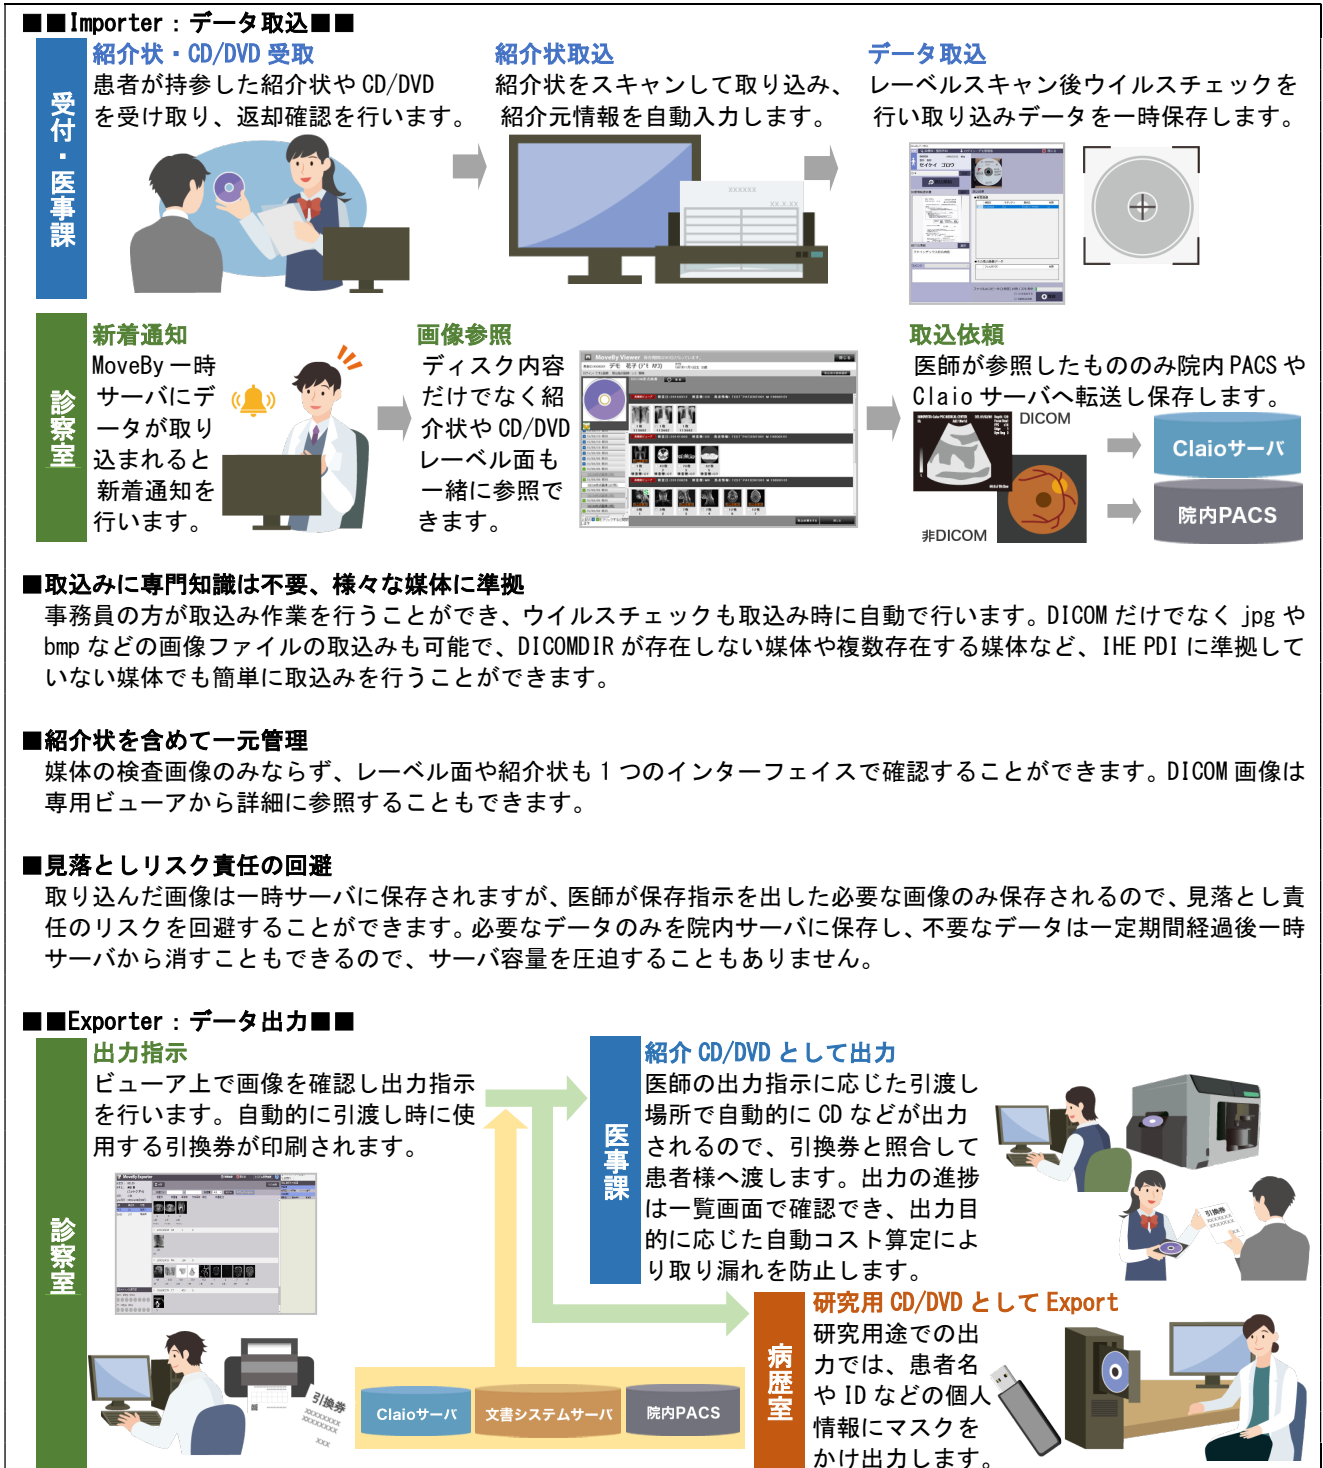 ■■Importer：データ取込■■
受付・医事課
紹介状・CD/DVD 受取
患者が持参した紹介状や CD/DVD
を受け取り、返却確認を行います。
紹介状取込
紹介状をスキャンして取り込み、
紹介元情報を自動入力します。
XXXXXX
XX.X.XX
データ取込
レーベルスキャン後ウイルスチェックを
行い取り込みデータを一時保存します。
セイケイ ゴロウ
診察室
新着通知
MoveBy 一時
サーバにデ
ータが取り
込まれると
新着通知を
行います。
画像参照
ディスク内容
だけでなく紹
介状や CD/DVD
レーベル面も
一緒に参照で
きます。
MoveBy Viewer
デモ 花子
取込依頼
医師が参照したもののみ院内 PACS や
Claio サーバへ転送し保存します。
DICOM
非DICOM
Claioサーバ
院内PACS
■取込みに専門知識は不要、様々な媒体に準拠
事務員の方が取込み作業を行うことができ、ウイルスチェックも取込み時に自動で行います。DICOM だけでなく jpg や
bmp などの画像ファイルの取込みも可能で、DICOMDIR が存在しない媒体や複数存在する媒体など、IHE PDI に準拠して
いない媒体でも簡単に取込みを行うことができます。
■紹介状を含めて一元管理
媒体の検査画像のみならず、レーベル面や紹介状も 1 つのインターフェイスで確認することができます。DICOM 画像は
専用ビューアから詳細に参照することもできます。
■見落としリスク責任の回避
取り込んだ画像は一時サーバに保存されますが、医師が保存指示を出した必要な画像のみ保存されるので、見落とし責
任のリスクを回避することができます。必要なデータのみを院内サーバに保存し、不要なデータは一定期間経過後一時
サーバから消すこともできるので、サーバ容量を圧迫することもありません。
■■Exporter：データ出力■■
診察室
出力指示
ビューア上で画像を確認し出力指示
を行います。自動的に引渡し時に使
用する引換券が印刷されます。
MoveBy Exporter
引換券
XXXXXXXX
XXXXXXXX
XXX
Claioサーバ
文書システムサーバ
院内PACS
医事課
紹介 CD/DVD として出力
医師の出力指示に応じた引渡し
場所で自動的に CD などが出力
されるので、引換券と照合して
患者様へ渡します。出力の進捗
は一覧画面で確認でき、出力目
的に応じた自動コスト算定によ
り取り漏れを防止します。
引換券
病歴室
研究用 CD/DVD として Export
研究用途での出
力では、患者名
や ID などの個人
情報にマスクを
かけ出力します。